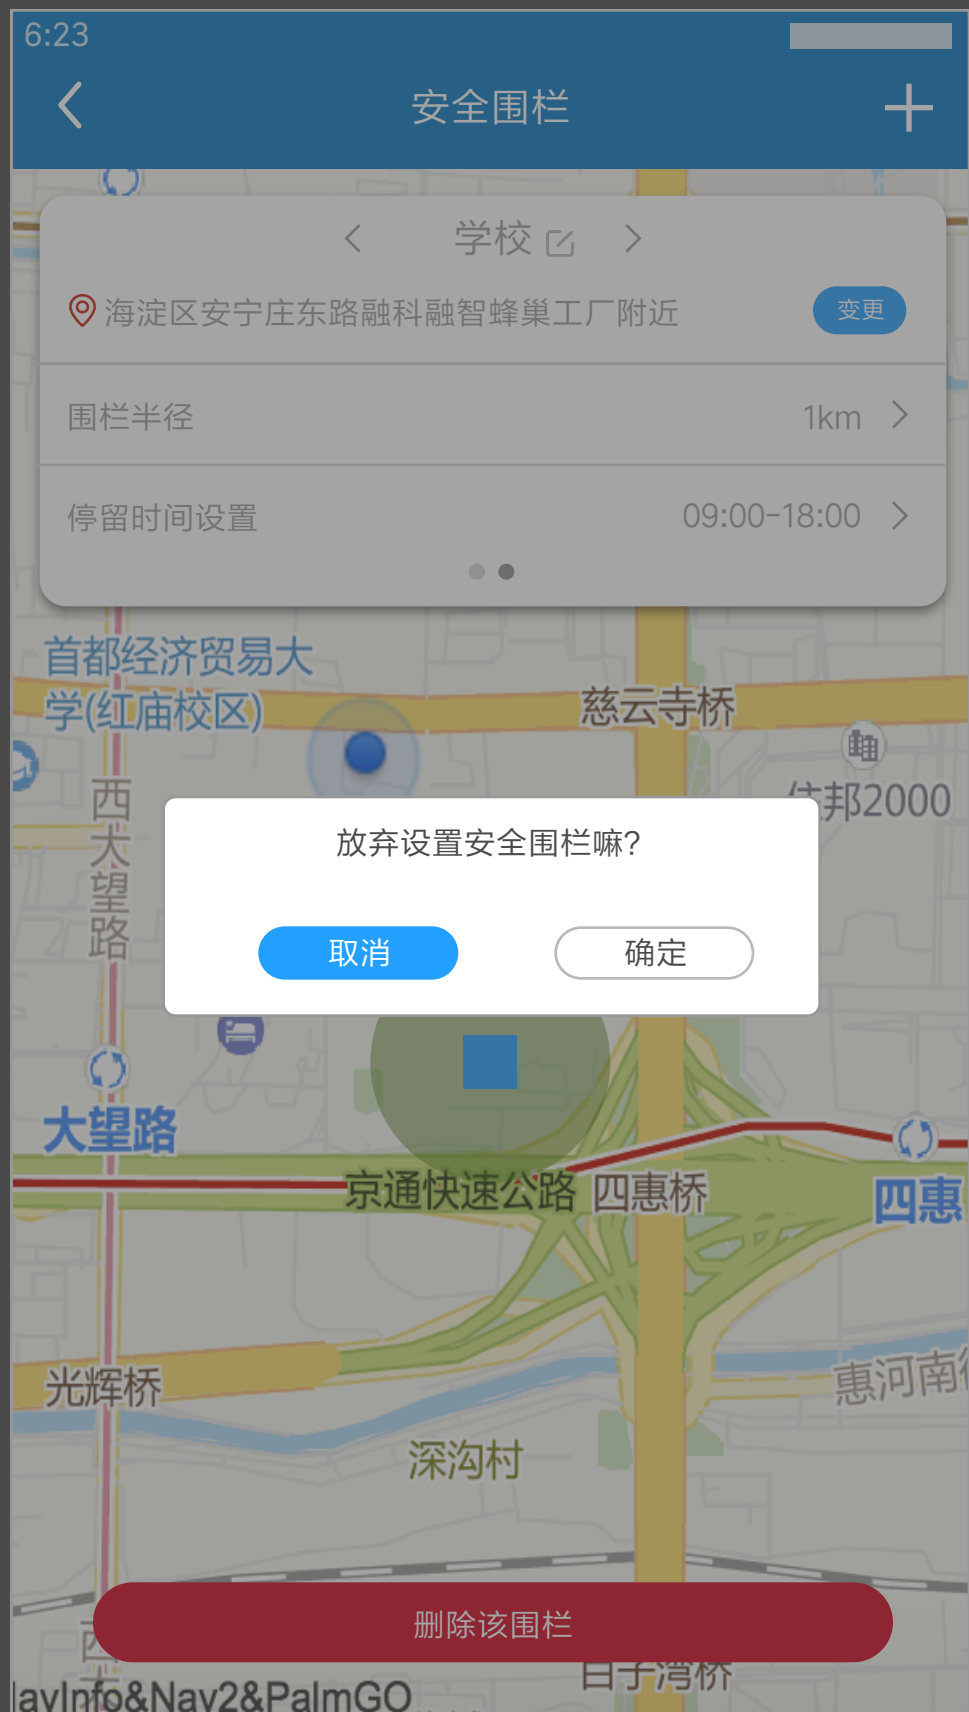 6:23
安全围栏
学校
海淀区安宁庄东路融科融智蜂巢工厂附近
变更
围栏半径
1km
停留时间设置
09:00-18:00
首都经济贸易大
学(红庙校区)
慈云寺桥
邦2000
西大望路
放弃设置安全围栏嘛?
取消
确定
大望路
京通快速公路
四惠桥
四惠
光辉桥
惠河南
深沟村
删除该围栏
西
avInfo&Nav2&PalmGO
子湾桥